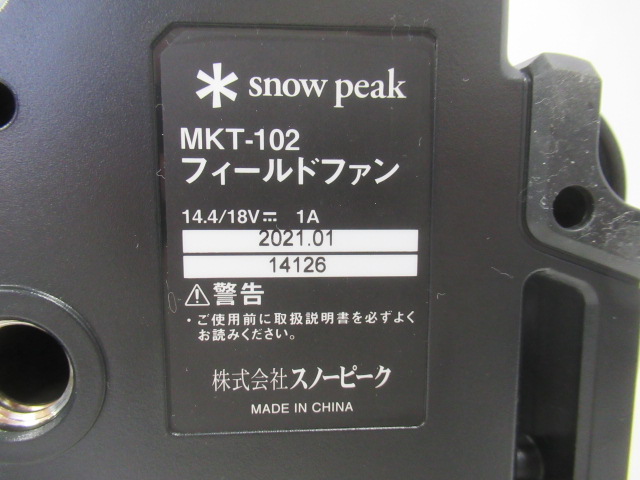 snow peak
MKT-102
フィールドファン
14.4/18V⎓ 1A
2021.01
14126
⚠警告
・ご使用前に取扱説明書を必ずよく
お読みください。
株式会社スノーピーク
MADE IN CHINA